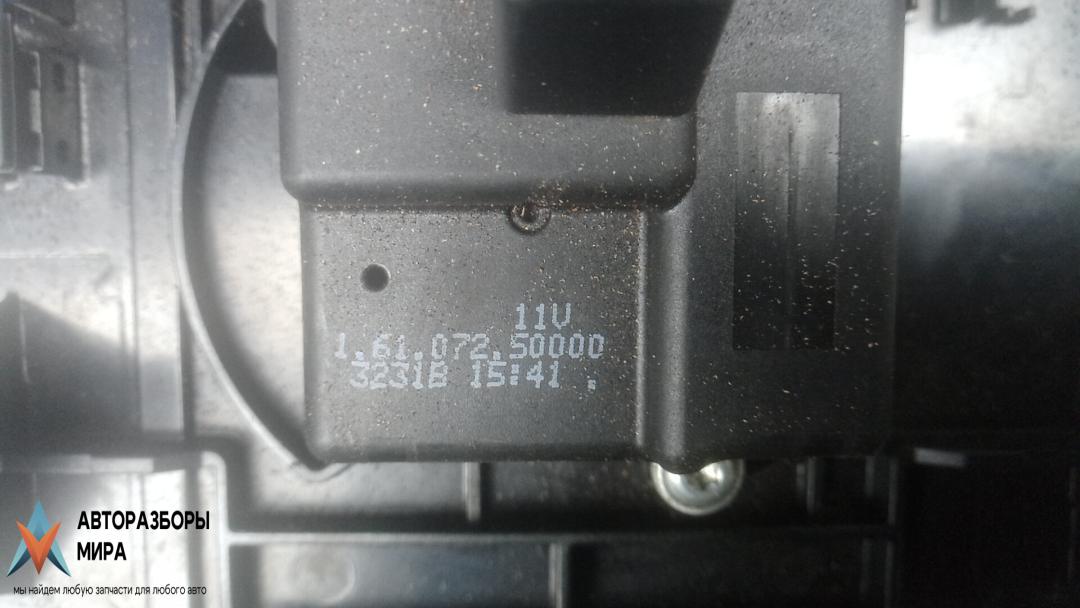 11V
1.61.072.50000
3231B 15:41 .
АВТОРАЗБОРЫ
МИРА
мы найдем любую запчасти для любого авто